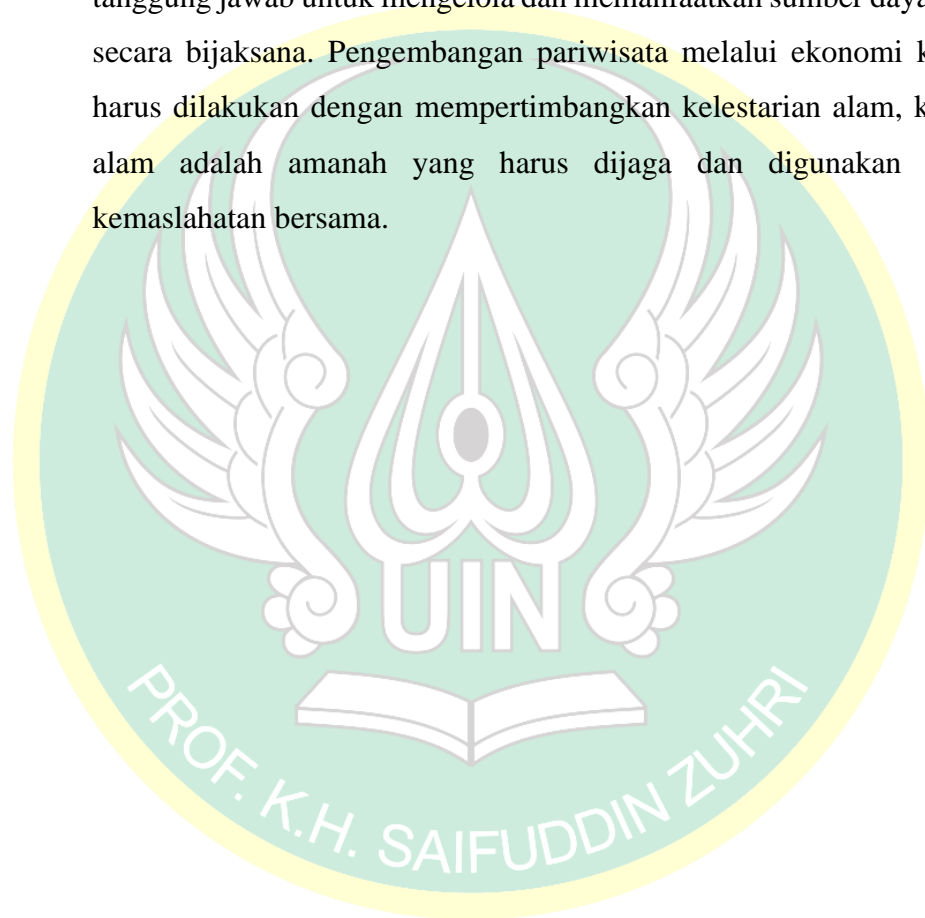 tanggung jawab untuk mengelola dan memanfaatkan sumber daya
secara bijaksana. Pengembangan pariwisata melalui ekonomi
harus dilakukan dengan mempertimbangkan kelestarian alam,
alam adalah amanah yang harus dijaga dan digunakan
kemaslahatan bersama.
UIN
PROF. K.H. SAIFUDDIN ZUHRI